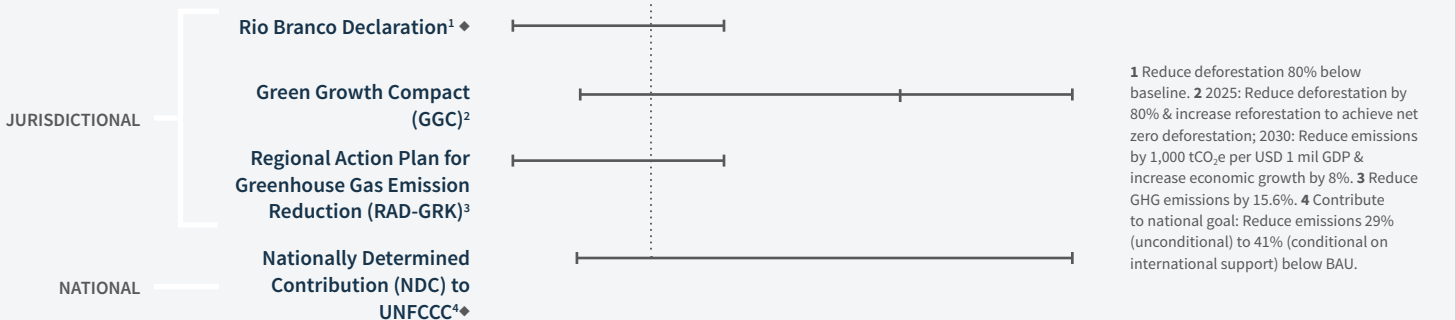 Rio Branco Declaration¹ ◆
Green Growth Compact
(GGC)²
JURISDICTIONAL
Regional Action Plan for
Greenhouse Gas Emission
Reduction (RAD-GRK)³
Nationally Determined
Contribution (NDC) to
UNFCCC⁴◆
NATIONAL
1 Reduce deforestation 80% below
baseline. 2 2025: Reduce deforestation by
80% & increase reforestation to achieve net
zero deforestation; 2030: Reduce emissions
by 1,000 tCO₂e per USD 1 mil GDP &
increase economic growth by 8%. 3 Reduce
GHG emissions by 15.6%. 4 Contribute
to national goal: Reduce emissions 29%
(unconditional) to 41% (conditional on
international support) below BAU.